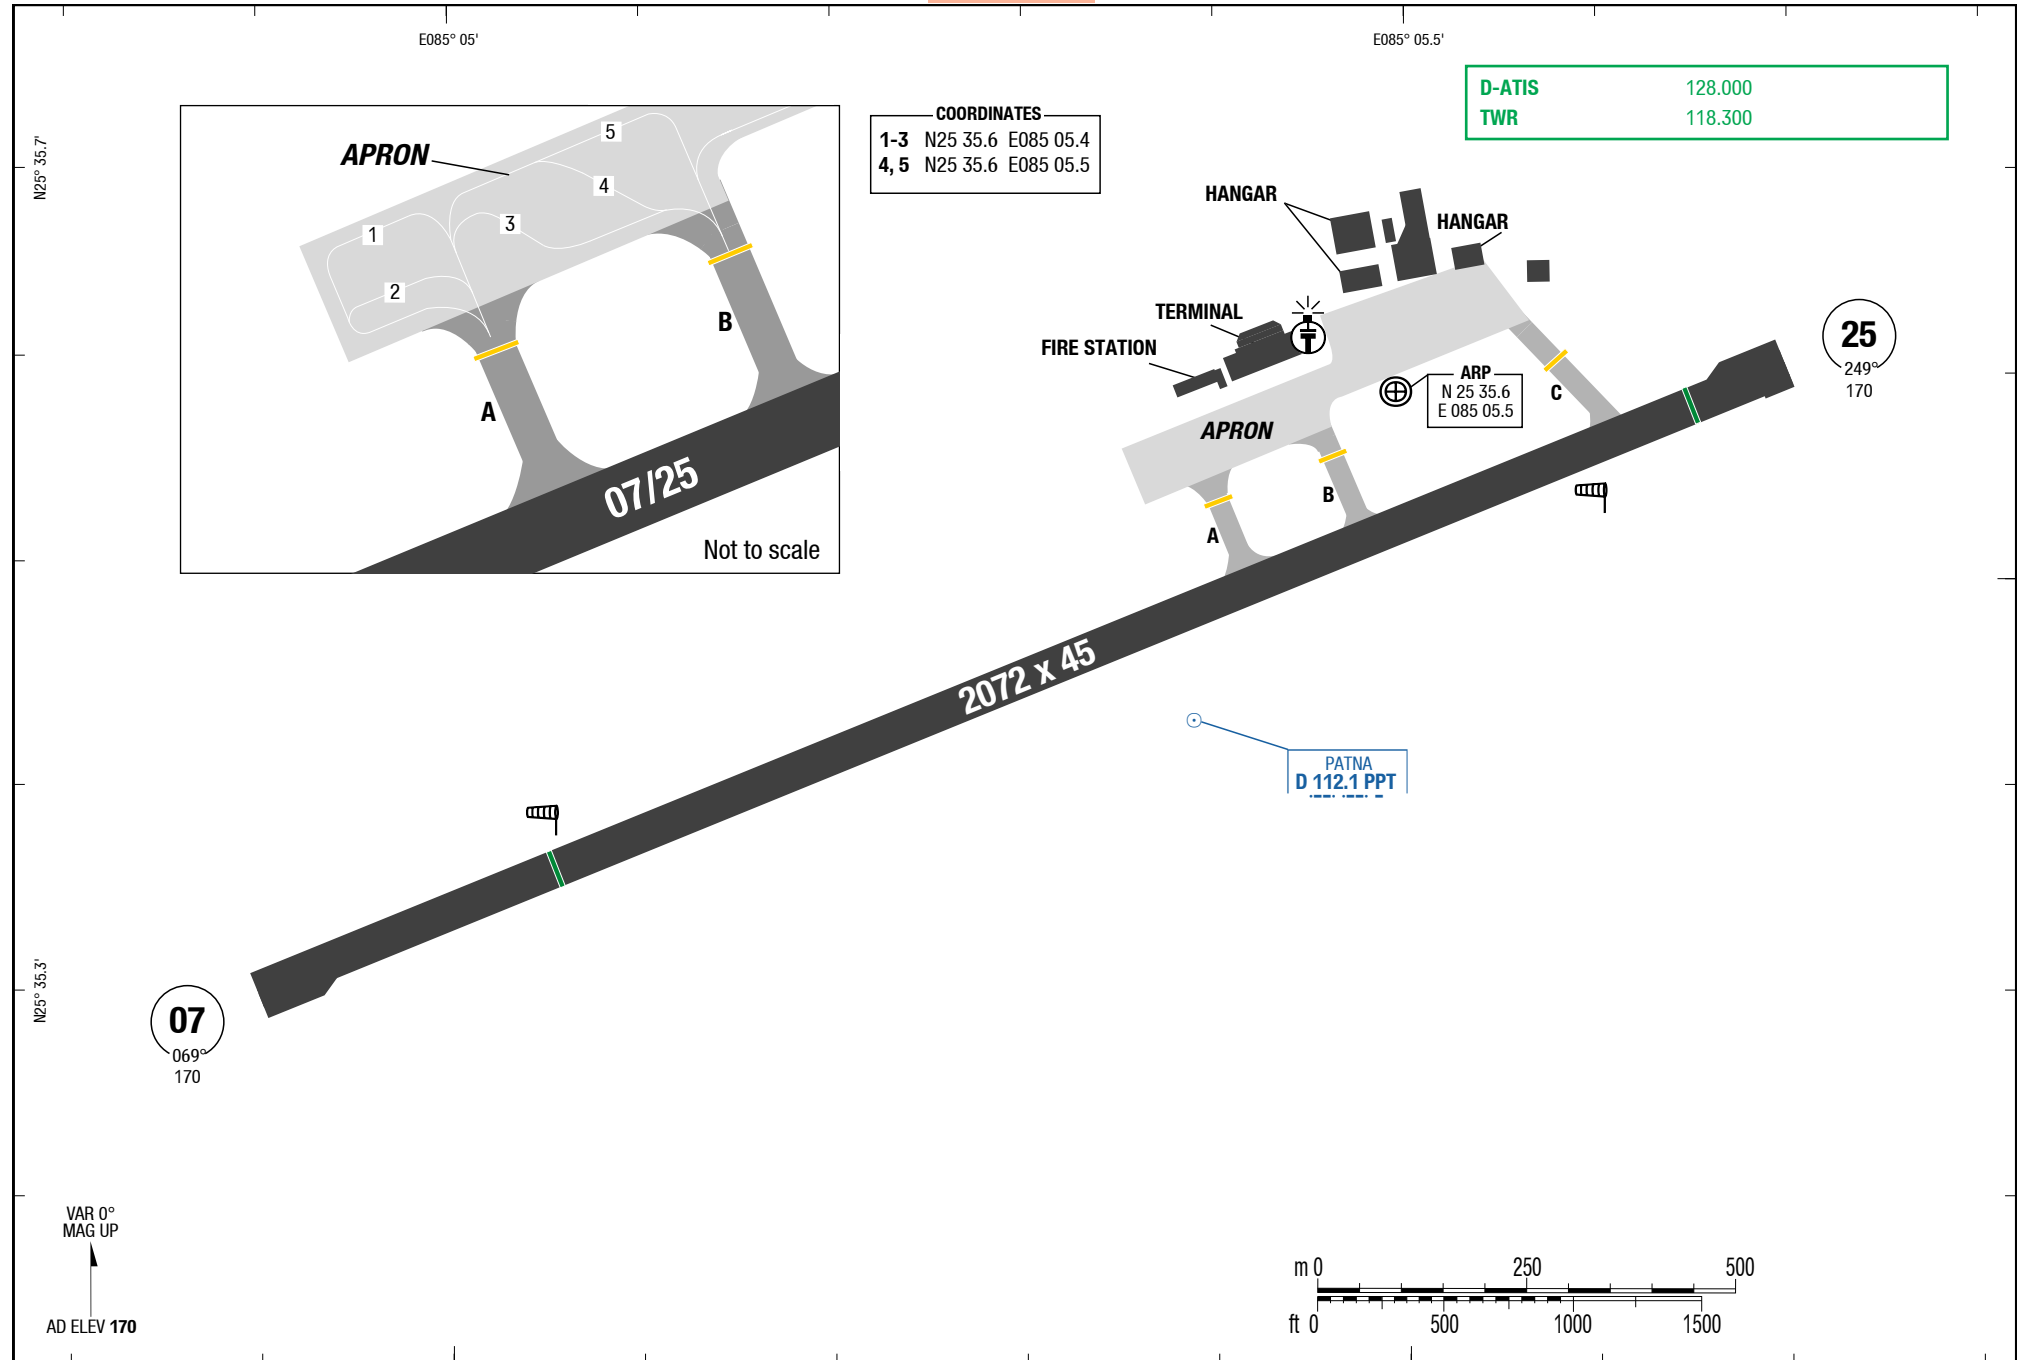 E085° 05'
E085° 05.5'
D-ATIS 128.000
TWR 118.300
COORDINATES
1-3 N25 35.6 E085 05.4
4, 5 N25 35.6 E085 05.5
N25° 35.7'
APRON
5
4
3
1
2
B
A
07/25
Not to scale
HANGAR
HANGAR
TERMINAL
FIRE STATION
25
249°
170
ARP
N 25 35.6
E 085 05.5
C
APRON
B
A
2072 x 45
PATNA
D 112.1 PPT
N25° 35.3'
07
069°
170
VAR 0°
MAG UP
AD ELEV 170
m 0 250 500
ft 0 500 1000 1500